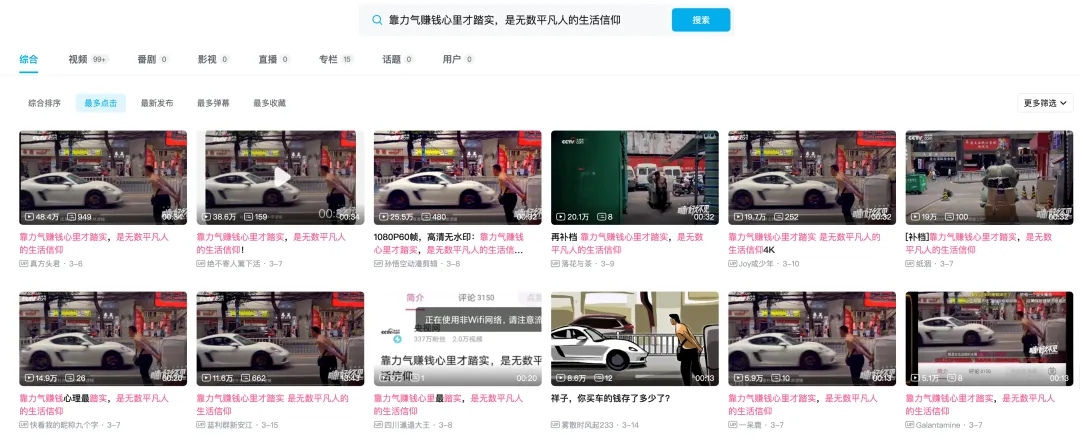 靠力气赚钱心里才踏实，是无数平凡人的生活信仰
搜索
综合 视频 99+ 番剧 0 影视 0 直播 0 专栏 15 话题 0 用户 0
综合排序 最多点击 最新发布 最多弹幕 最多收藏 更多筛选
48.4万 949 00:34
靠力气赚钱心里才踏实，是无数平凡人
的生活信仰
真方头君 · 3-6
38.6万 159 00:34
靠力气赚钱心里才踏实，是无数平凡人
的生活信仰！
绝不眷人篱下活 · 3-7
25.5万 480 00:32
1080P60帧，高清无水印：靠力气赚钱
心里才踏实，是无数平凡人的生活信...
孙悟空动漫剪辑 · 3-8
CCTV
20.1万 8 00:32
再补档 靠力气赚钱心里才踏实，是无数
平凡人的生活信仰
落花与茶 · 3-9
19.7万 252 00:32
靠力气赚钱心里才踏实 是无数平凡人的
生活信仰4K
Joy或少年 · 3-10
CCTV
19万 100 00:32
[补档]靠力气赚钱心里才踏实，是无数
平凡人的生活信仰
纸涸 · 3-7
14.9万 26 00:20
靠力气赚钱心理最踏实，是无数平凡人
的生活信仰
快看我的昵称九个字 · 3-7
11.6万 662 13:43
靠力气赚钱心里才踏实 是无数平凡人的
生活信仰
蓝利群新安江 · 3-15
简介 评论 3150
正在使用非Wifi网络，请注意流
央视网
337万粉丝 2.0万视频
靠力气赚钱心里才踏实，是无数平
活信仰
1 00:20
靠力气赚钱心里最踏实，是无数平凡人
的生活信仰
四川邋遢大王 · 3-8
8.6万 12 00:13
祥子，你买车的钱存了多少了？
雾散时风起233 · 3-14
5.9万 10 00:13
靠力气赚钱心里才踏实，是无数平凡人
的生活信仰
一呆鹿 · 3-7
简介 评论 3105
5.1万 8 00:13
靠力气赚钱心里才踏实，是无数平凡人
的生活信仰
Galantamine · 3-7